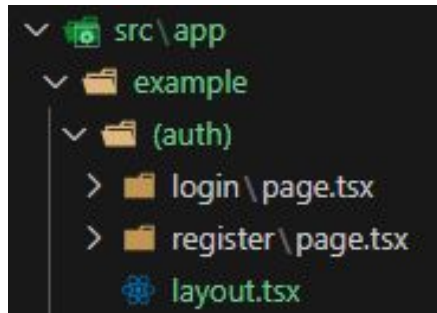 src\app
example
(auth)
login\page.tsx
register\page.tsx
layout.tsx